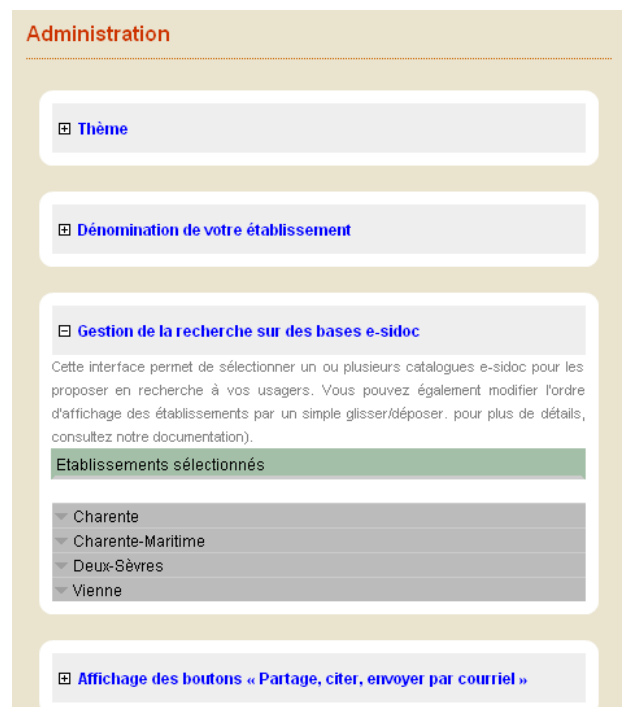 Administration
Thème
Dénomination de votre établissement
Gestion de la recherche sur des bases e-sidoc
Cette interface permet de sélectionner un ou plusieurs catalogues e-sidoc pour les
proposer en recherche à vos usagers. Vous pouvez également modifier l'ordre
d'affichage des établissements par un simple glisser/déposer. pour plus de détails,
consultez notre documentation).
Etablissements sélectionnés
Charente
Charente-Maritime
Deux-Sèvres
Vienne
Affichage des boutons « Partage, citer, envoyer par courriel »